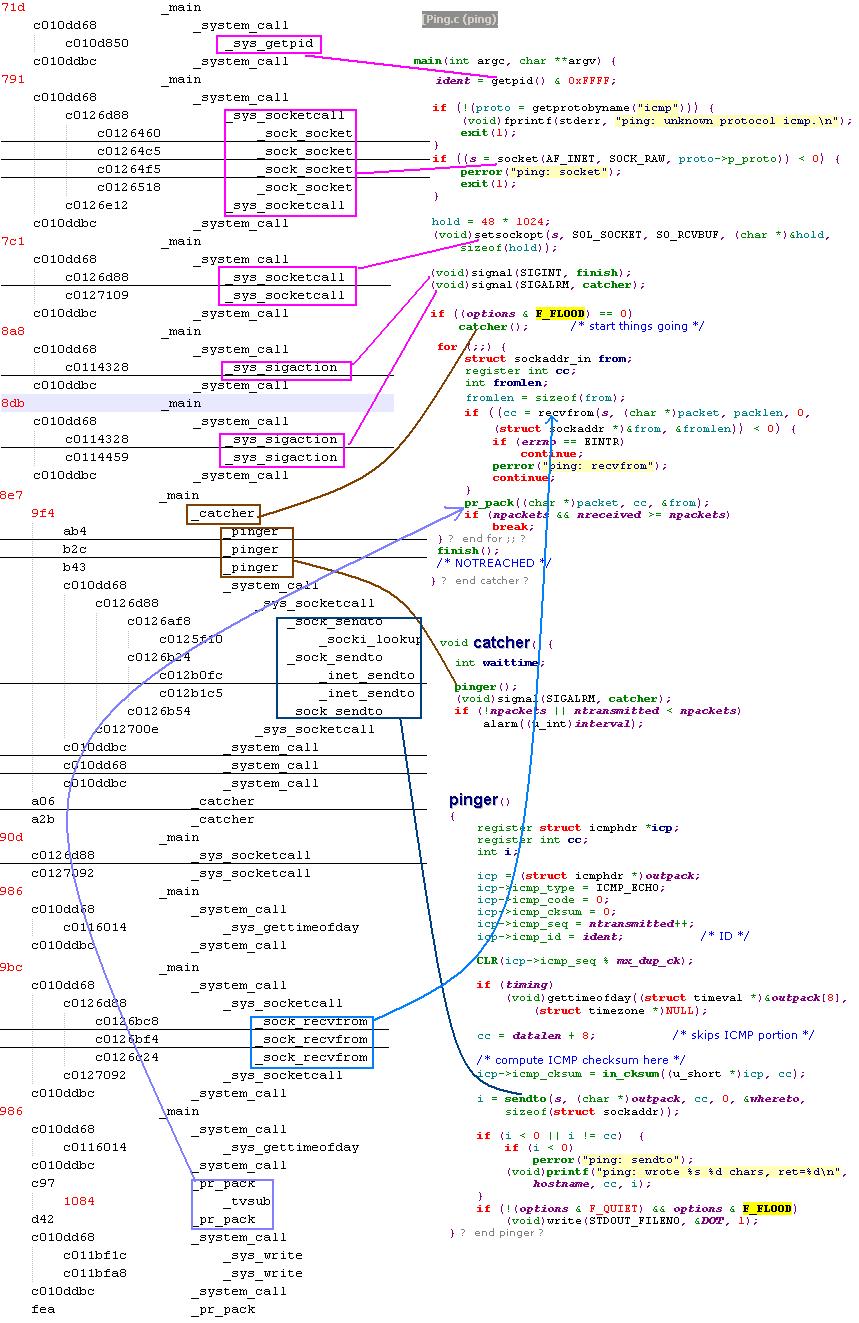 71d _main
c010dd68 _system_call
c010d850 _sys_getpid
c010ddbc _system_call
791 _main
c010dd68 _system_call
c0126d88 _sys_socketcall
c0126460 _sock_socket
c01264c5 _sock_socket
c01264f5 _sock_socket
c0126518 _sock_socket
c0126e12 _sys_socketcall
c010ddbc _system_call
7c1 _main
c010dd68 _system_call
c0126d88 _sys_socketcall
c0127109 _sys_socketcall
c010ddbc _system_call
8a8 _main
c010dd68 _system_call
c0114328 _sys_sigaction
c010ddbc _system_call
8db _main
c010dd68 _system_call
c0114328 _sys_sigaction
c0114459 _sys_sigaction
c010ddbc _system_call
8e7 _main
9f4 _catcher
ab4 _pinger
b2c _pinger
b43 _pinger
c010dd68 _system_call
c0126d88 _sys_socketcall
c0126af8 _sock_sendto
c0125f10 _socki_lookup
c0126b24 _sock_sendto
c012b0fc _inet_sendto
c012b1c5 _inet_sendto
c0126b54 _sock_sendto
c012700e _sys_socketcall
c010ddbc _system_call
c010dd68 _system_call
c010ddbc _system_call
a06 _catcher
a2b _catcher
90d _main
c0126d88 _sys_socketcall
c0127092 _sys_socketcall
986 _main
c010dd68 _system_call
c0116014 _sys_gettimeofday
c010ddbc _system_call
9bc _main
c010dd68 _system_call
c0126d88 _sys_socketcall
c0126bc8 _sock_recvfrom
c0126bf4 _sock_recvfrom
c0126c24 _sock_recvfrom
c0127092 _sys_socketcall
c010ddbc _system_call
986 _main
c010dd68 _system_call
c0116014 _sys_gettimeofday
c010ddbc _system_call
c97 _pr_pack
1084 _tvsub
d42 _pr_pack
c010dd68 _system_call
c011bf1c _sys_write
c011bfa8 _sys_write
c010ddbc _system_call
fea _pr_pack
[Ping.c (ping)
main(int argc, char **argv) {
ident = getpid() & 0xFFFF;
if (!(proto = getprotobyname("icmp"))) {
(void)fprintf(stderr, "ping: unknown protocol icmp.\n");
exit(1);
}
if ((s = socket(AF_INET, SOCK_RAW, proto->p_proto)) < 0) {
perror("ping: socket");
exit(1);
}
hold = 48 * 1024;
(void)setsockopt(s, SOL_SOCKET, SO_RCVBUF, (char *)&hold,
sizeof(hold));
(void)signal(SIGINT, finish);
(void)signal(SIGALRM, catcher);
if ((options & F_FLOOD) == 0)
catcher(); /* start things going */
for (;;) {
struct sockaddr_in from;
register int cc;
int fromlen;
fromlen = sizeof(from);
if ((cc = recvfrom(s, (char *)packet, packlen, 0,
(struct sockaddr *)&from, &fromlen)) < 0) {
if (errno == EINTR)
continue;
perror("ping: recvfrom");
continue;
}
pr_pack((char *)packet, cc, &from);
if (npackets && nreceived >= npackets)
break;
} ? end for ;; ?
finish();
/* NOTREACHED */
} ? end catcher ?
void catcher() {
int waittime;
pinger();
(void)signal(SIGALRM, catcher);
if (!npackets || ntransmitted < npackets)
alarm((u_int)interval);
pinger()
{
register struct icmphdr *icp;
register int cc;
int i;
icp = (struct icmphdr *)outpack;
icp->icmp_type = ICMP_ECHO;
icp->icmp_code = 0;
icp->icmp_cksum = 0;
icp->icmp_seq = ntransmitted++;
icp->icmp_id = ident; /* ID */
CLR(icp->icmp_seq % mx_dup_ck);
if (timing)
(void)gettimeofday((struct timeval *)&outpack[8],
(struct timezone *)NULL);
cc = datalen + 8; /* skips ICMP portion */
/* compute ICMP checksum here */
icp->icmp_cksum = in_cksum((u_short *)icp, cc);
i = sendto(s, (char *)outpack, cc, 0, &whereto,
sizeof(struct sockaddr));
if (i < 0 || i != cc) {
if (i < 0)
perror("ping: sendto");
(void)printf("ping: wrote %s %d chars, ret=%d\n",
hostname, cc, i);
}
if (!(options & F_QUIET) && options & F_FLOOD)
(void)write(STDOUT_FILENO, &DOT, 1);
} ? end pinger ?